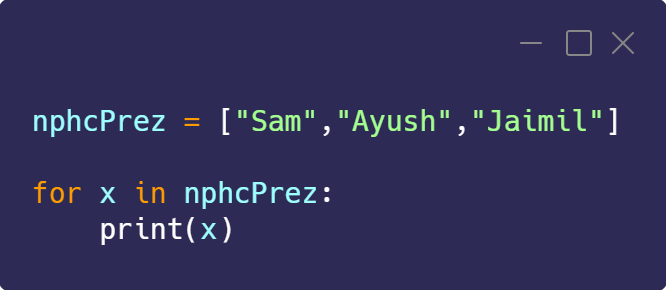 nphcPrez = ["Sam","Ayush","Jaimil"]
for x in nphcPrez:
    print(x)